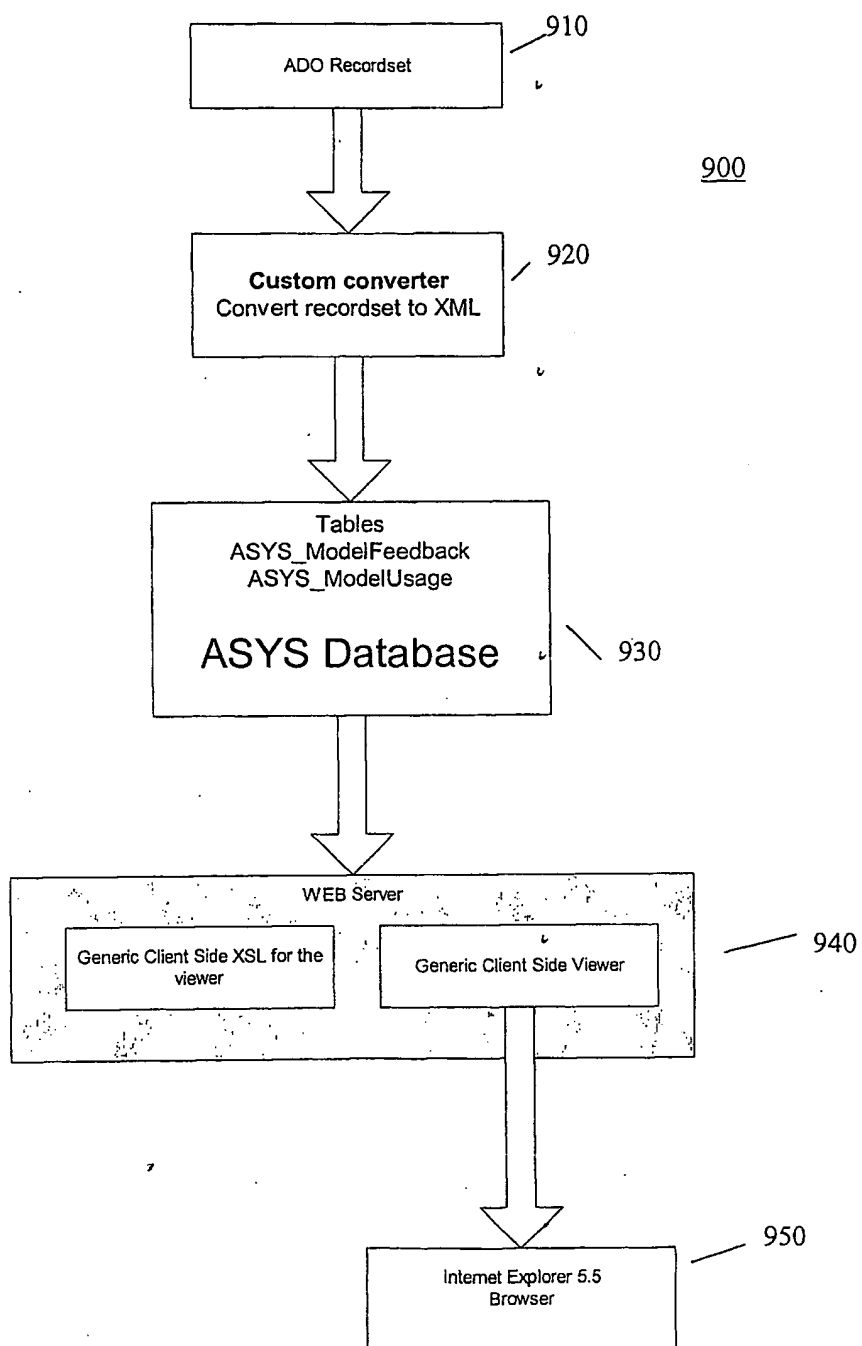 910
ADO Recordset
900
920
Custom converter
Convert recordset to XML
Tables
ASYS_ModelFeedback
ASYS_ModelUsage
ASYS Database
930
WEB Server
940
Generic Client Side XSL for the
viewer
Generic Client Side Viewer
950
Internet Explorer 5.5
Browser